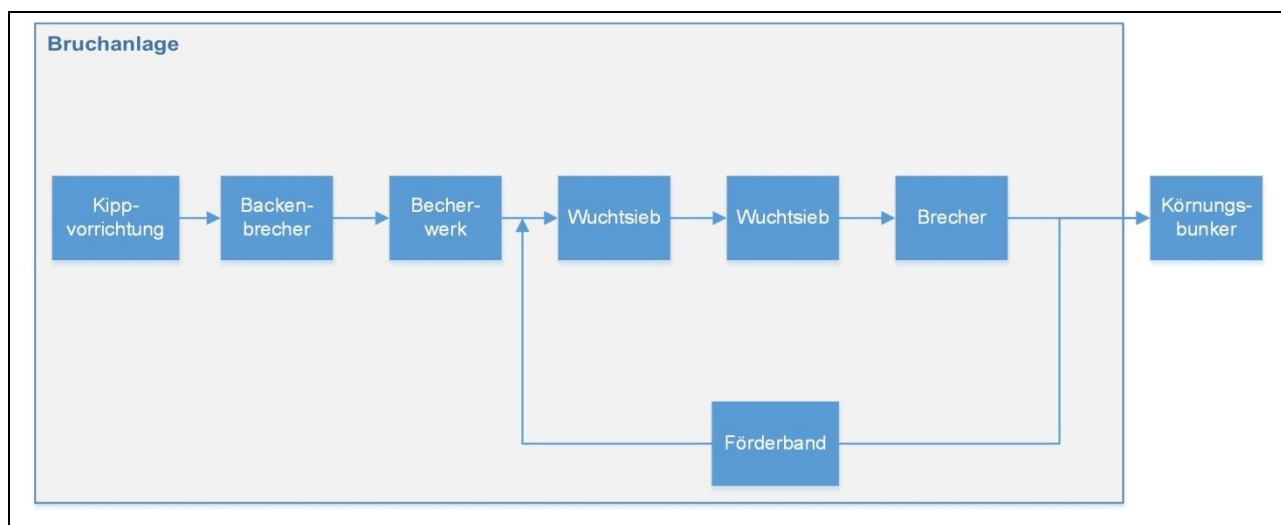 Bruchanlage
Kipp-
vorrichtung
Backen-
brecher
Becher-
werk
Wuchtsieb
Wuchtsieb
Brecher
Körnungs-
bunker
Förderband